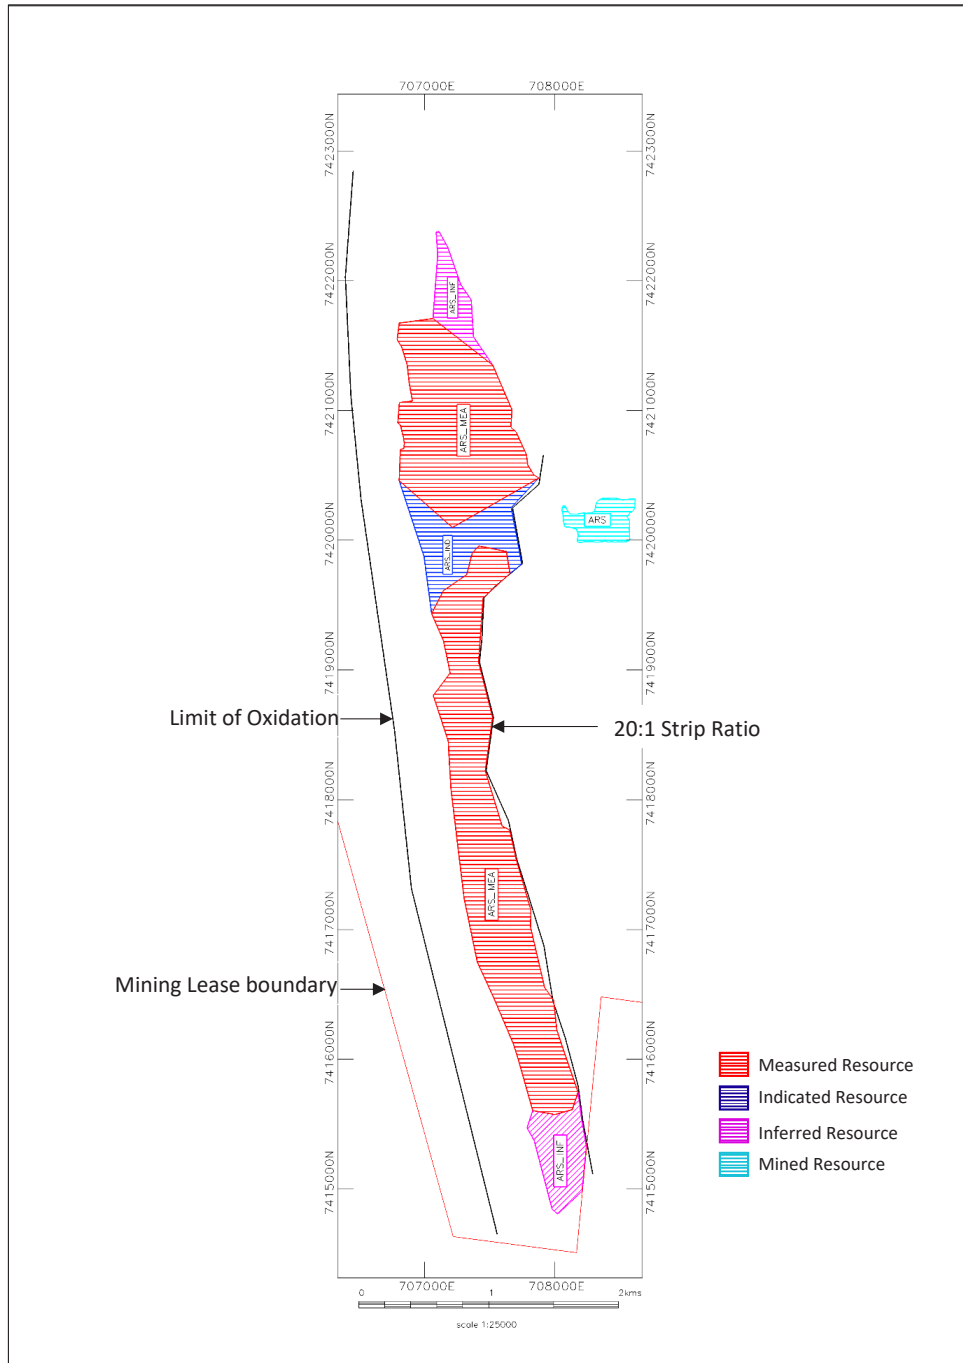 707000E 708000E
7423000N 7423000N
7422000N 7422000N
ARS_INF
7421000N 7421000N
ARS_MEA
7420000N 7420000N
ARS
ARS_IND
7419000N 7419000N
Limit of Oxidation
20:1 Strip Ratio
7418000N 7418000N
ARS_MEA
7417000N 7417000N
Mining Lease boundary
7416000N 7416000N
Measured Resource
Indicated Resource
Inferred Resource
Mined Resource
ARS_INF
7415000N 7415000N
707000E 708000E
0 1 2kms
scale 1:25000